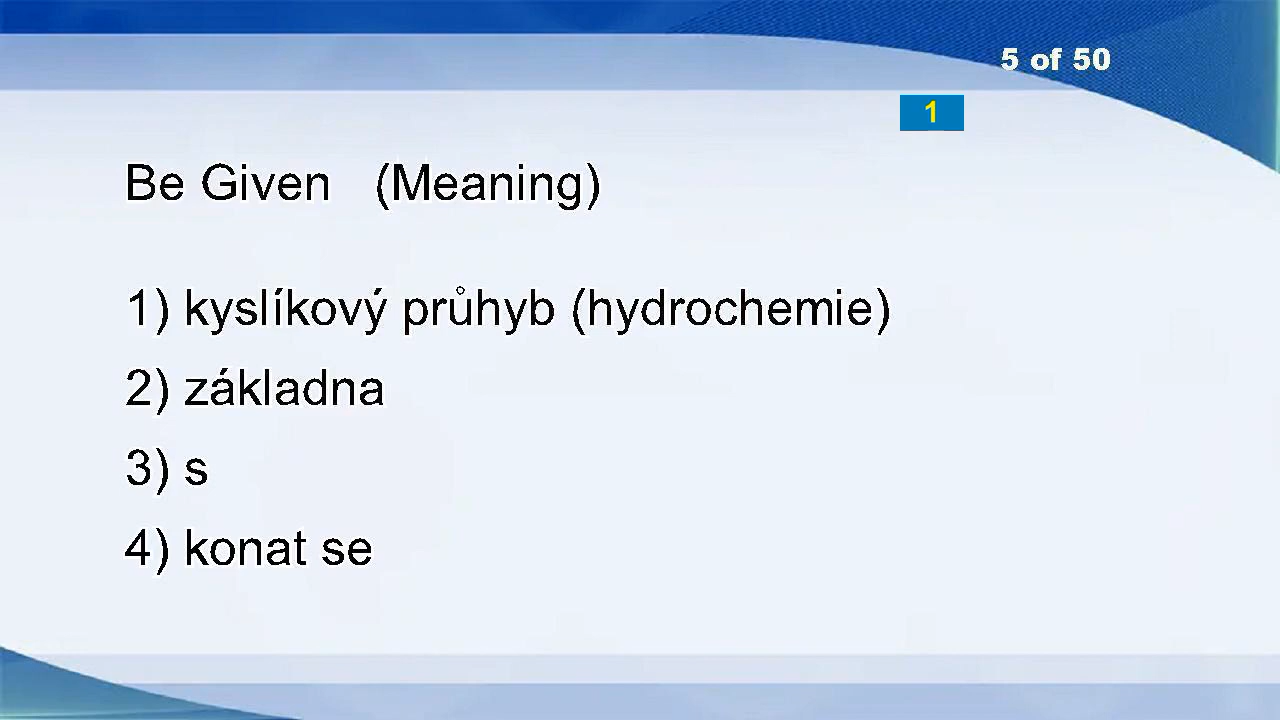 5 of 50
1
Be Given (Meaning)
1) kyslíkový průhyb (hydrochemie)
2) základna
3) s
4) konat se